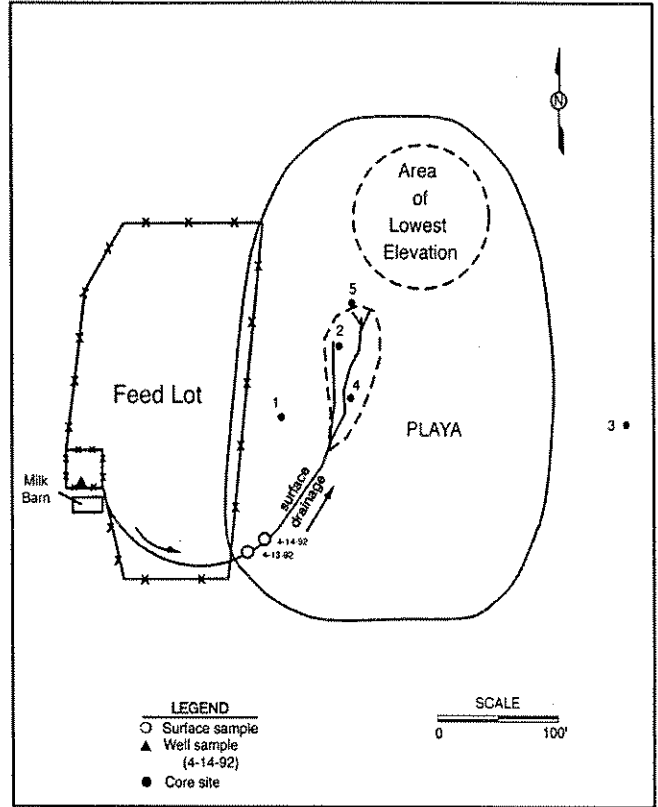 N
Area
of
Lowest
Elevation
5
2
Feed Lot
4
1
PLAYA
3
Milk
Barn
surface
drainage
4-14-92
4-13-92
LEGEND
Surface sample
Well sample
(4-14-92)
Core site
SCALE
0 100'